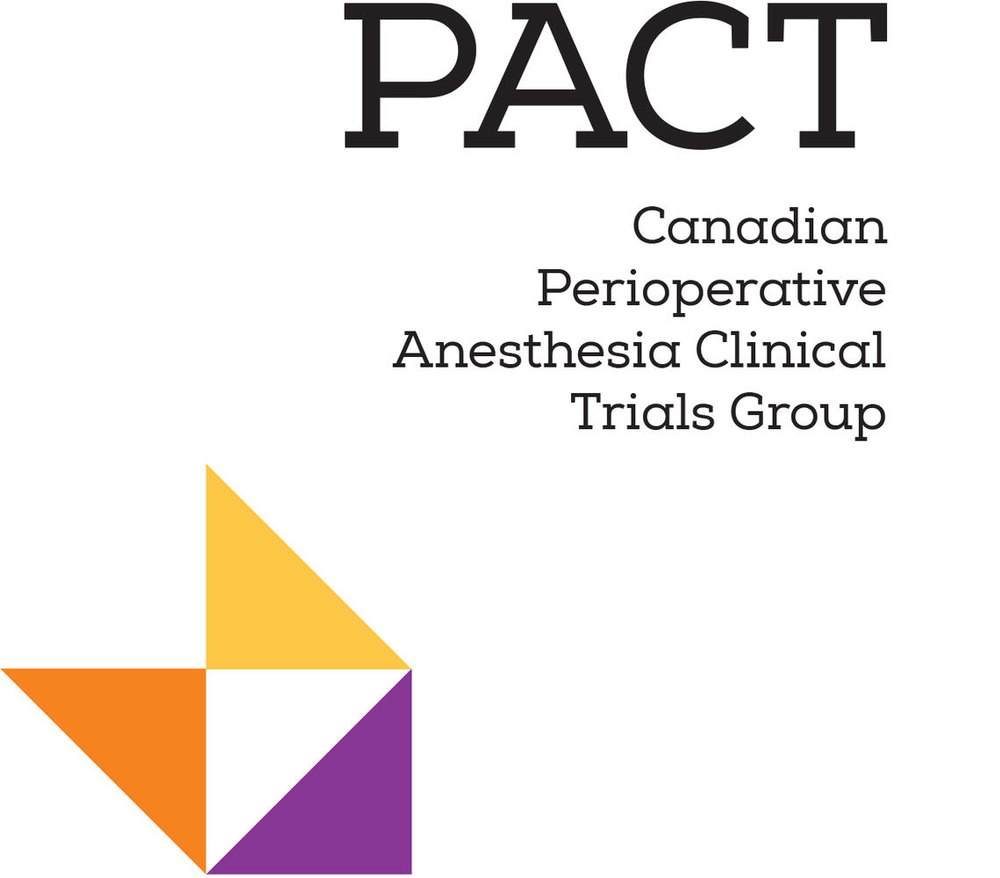 PACT
Canadian
Perioperative
Anesthesia Clinical
Trials Group